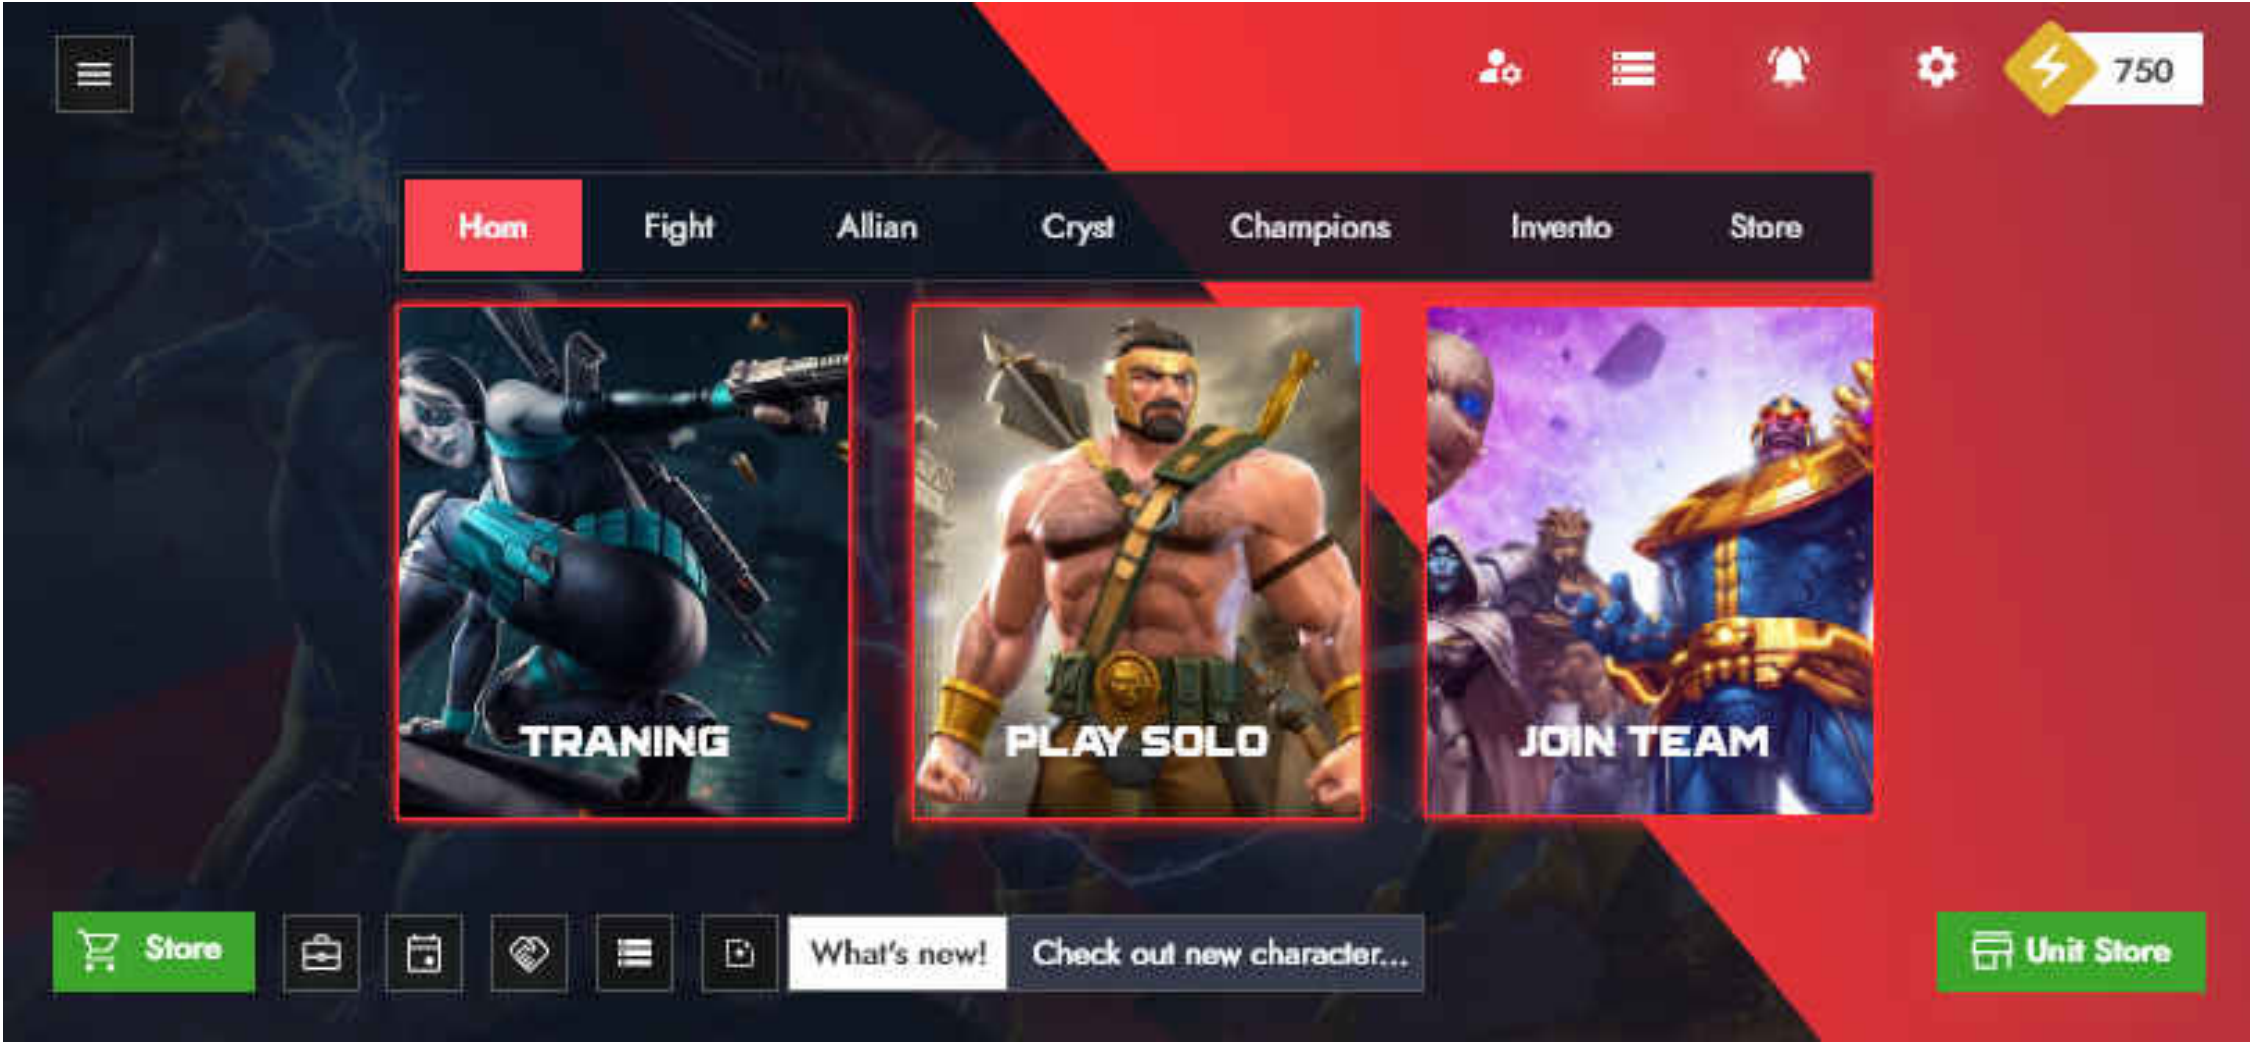 750
Hom
Fight
Allian
Cryst
Champions
Invento
Store
TRANING
PLAY SOLO
JOIN TEAM
Store
What's new!
Check out new character...
Unit Store